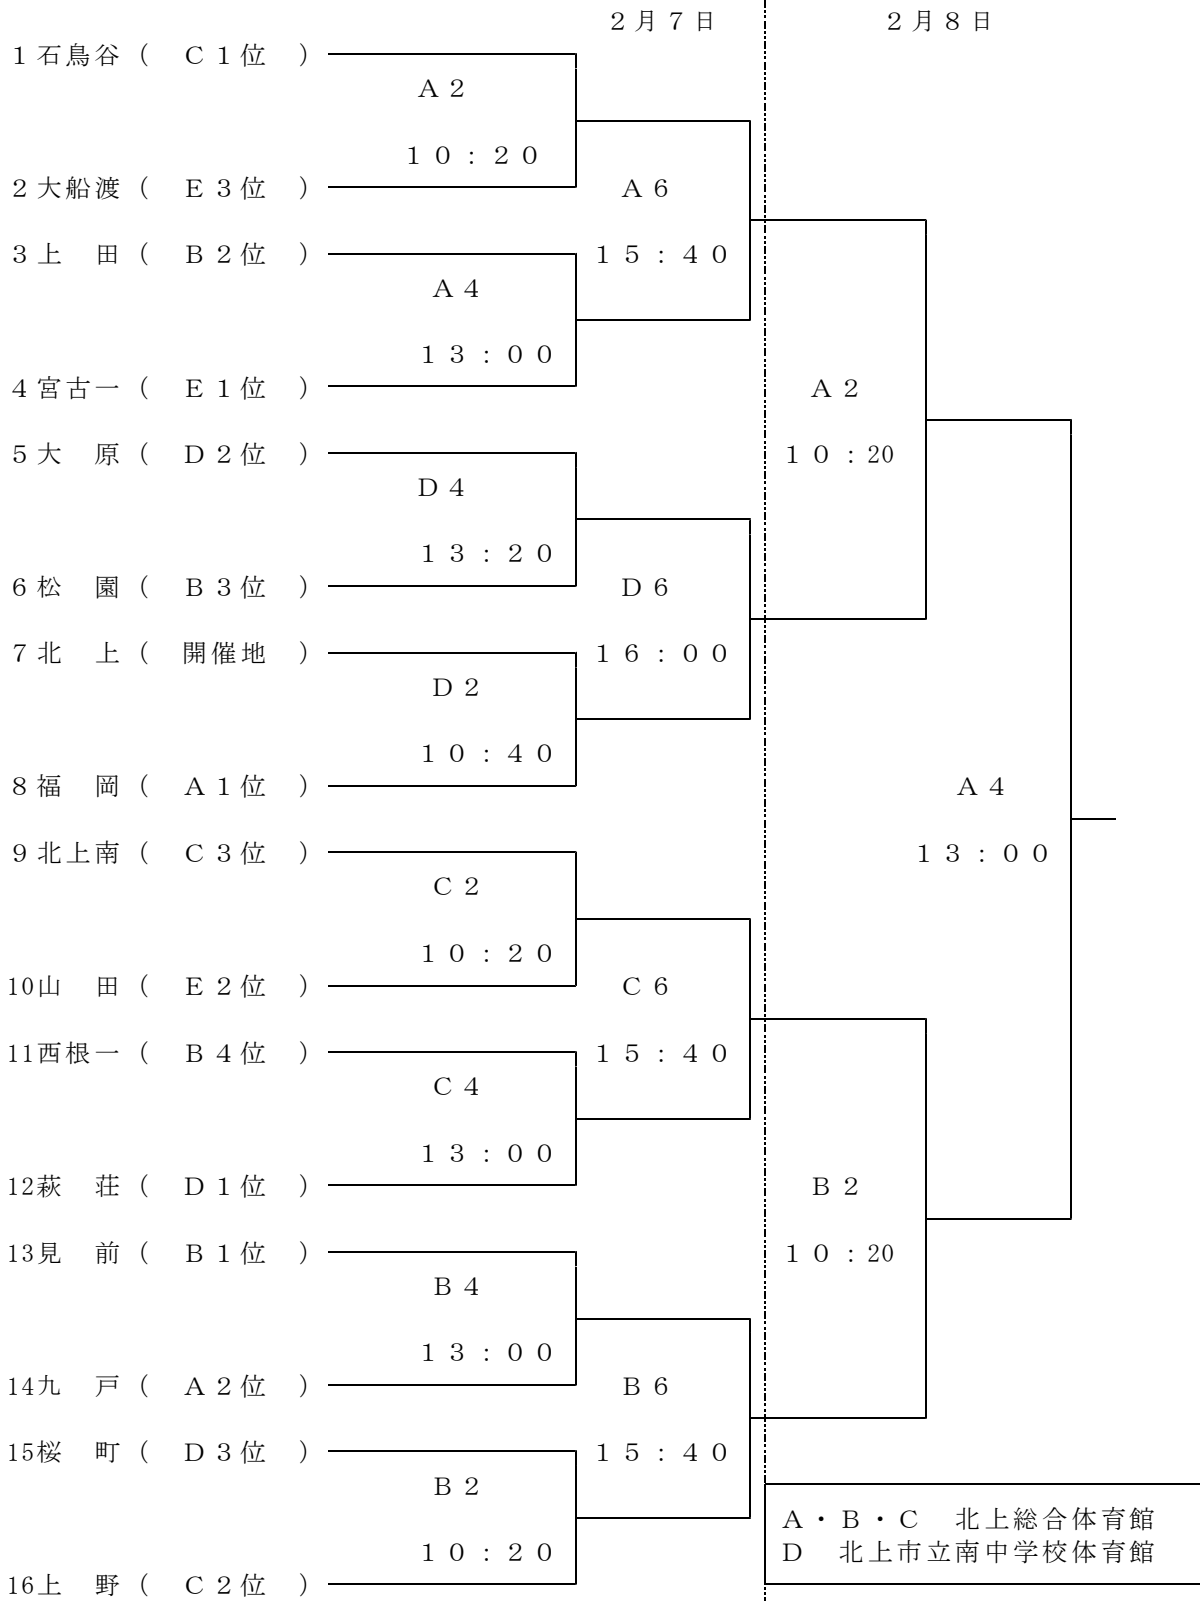 ２月７日　２月８日
１石鳥谷（　Ｃ１位　）
Ａ２
１０：２０
２大船渡（　Ｅ３位　）　Ａ６
３上　田（　Ｂ２位　）　１５：４０
Ａ４
１３：００
４宮古一（　Ｅ１位　）　Ａ２
５大　原（　Ｄ２位　）　１０：20
Ｄ４
１３：２０
６松　園（　Ｂ３位　）　Ｄ６
７北　上（　開催地　）　１６：００
Ｄ２
１０：４０
８福　岡（　Ａ１位　）　Ａ４
９北上南（　Ｃ３位　）　１３：００
Ｃ２
１０：２０
10山　田（　Ｅ２位　）　Ｃ６
11西根一（　Ｂ４位　）　１５：４０
Ｃ４
１３：００
12萩　荘（　Ｄ１位　）　Ｂ２
13見　前（　Ｂ１位　）　１０：20
Ｂ４
１３：００
14九　戸（　Ａ２位　）　Ｂ６
15桜　町（　Ｄ３位　）　１５：４０
Ｂ２
Ａ・Ｂ・Ｃ　北上総合体育館
１０：２０　Ｄ　北上市立南中学校体育館
16上　野（　Ｃ２位　）